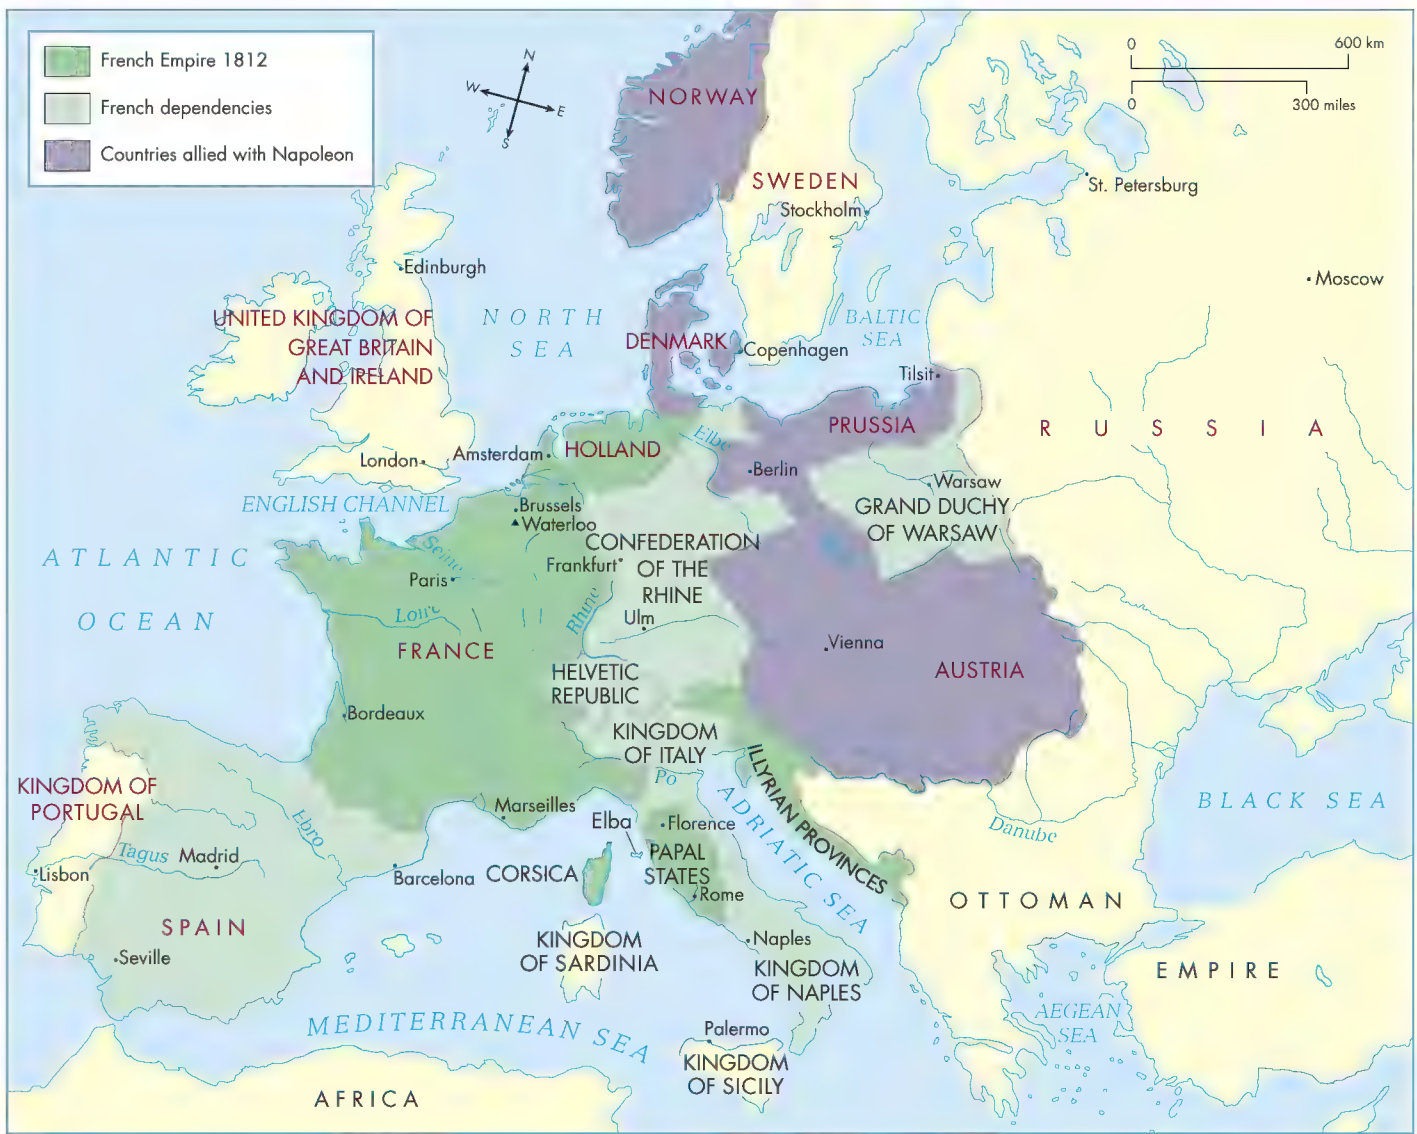 French Empire 1812
French dependencies
Countries allied with Napoleon
N
W
E
S
0
600 km
0
300 miles
NORWAY
SWEDEN
Stockholm
St. Petersburg
Moscow
Edinburgh
UNITED KINGDOM OF
GREAT BRITAIN
AND IRELAND
NORTH
SEA
DENMARK
Copenhagen
BALTIC
SEA
Tilsit
PRUSSIA
RUSSIA
London
Amsterdam
HOLLAND
Elbe
Berlin
Warsaw
GRAND DUCHY
OF WARSAW
ENGLISH CHANNEL
Brussels
Waterloo
CONFEDERATION
OF THE
RHINE
Frankfurt
ATLANTIC
OCEAN
Seine
Paris
Loire
Rhine
Ulm
FRANCE
Vienna
AUSTRIA
HELVETIC
REPUBLIC
Bordeaux
KINGDOM
OF ITALY
Po
ILLYRIAN PROVINCES
ADRIATIC SEA
KINGDOM OF
PORTUGAL
Ebro
Marseilles
Elba
Florence
PAPAL
STATES
Rome
Danube
BLACK SEA
Tagus
Madrid
Lisbon
Barcelona
CORSICA
SPAIN
Seville
KINGDOM
OF SARDINIA
Naples
KINGDOM
OF NAPLES
OTTOMAN
EMPIRE
AEGEAN
SEA
MEDITERRANEAN SEA
Palermo
KINGDOM
OF SICILY
AFRICA